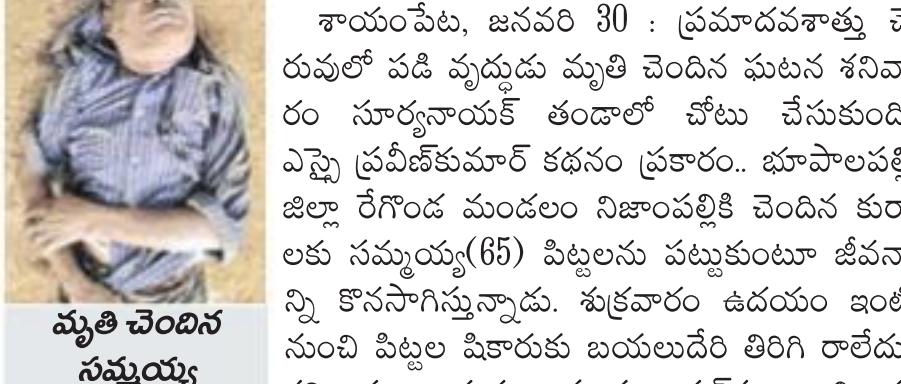 శాయంపేట, జనవరి 30 : ప్రమాదవశాత్తు చె
రువులో పడి వృద్ధుడు మృతి చెందిన ఘటన శనివా
రం సూర్యనాయక్ తండాలో చోటు చేసుకుంది
ఎస్సై ప్రవీణ్‌కుమార్ కథనం ప్రకారం.. భూపాలపల్లి
జిల్లా రేగొండ మండలం నిజాంపల్లికి చెందిన కురా
లకు సమ్మయ్య(65) పిట్టలను పట్టుకుంటూ జీవనా
న్ని కొనసాగిస్తున్నాడు. శుక్రవారం ఉదయం ఇంటి
నుంచి పిట్టల షికారుకు బయలుదేరి తిరిగి రాలేదు
మృతి చెందిన
సమ్మయ్య